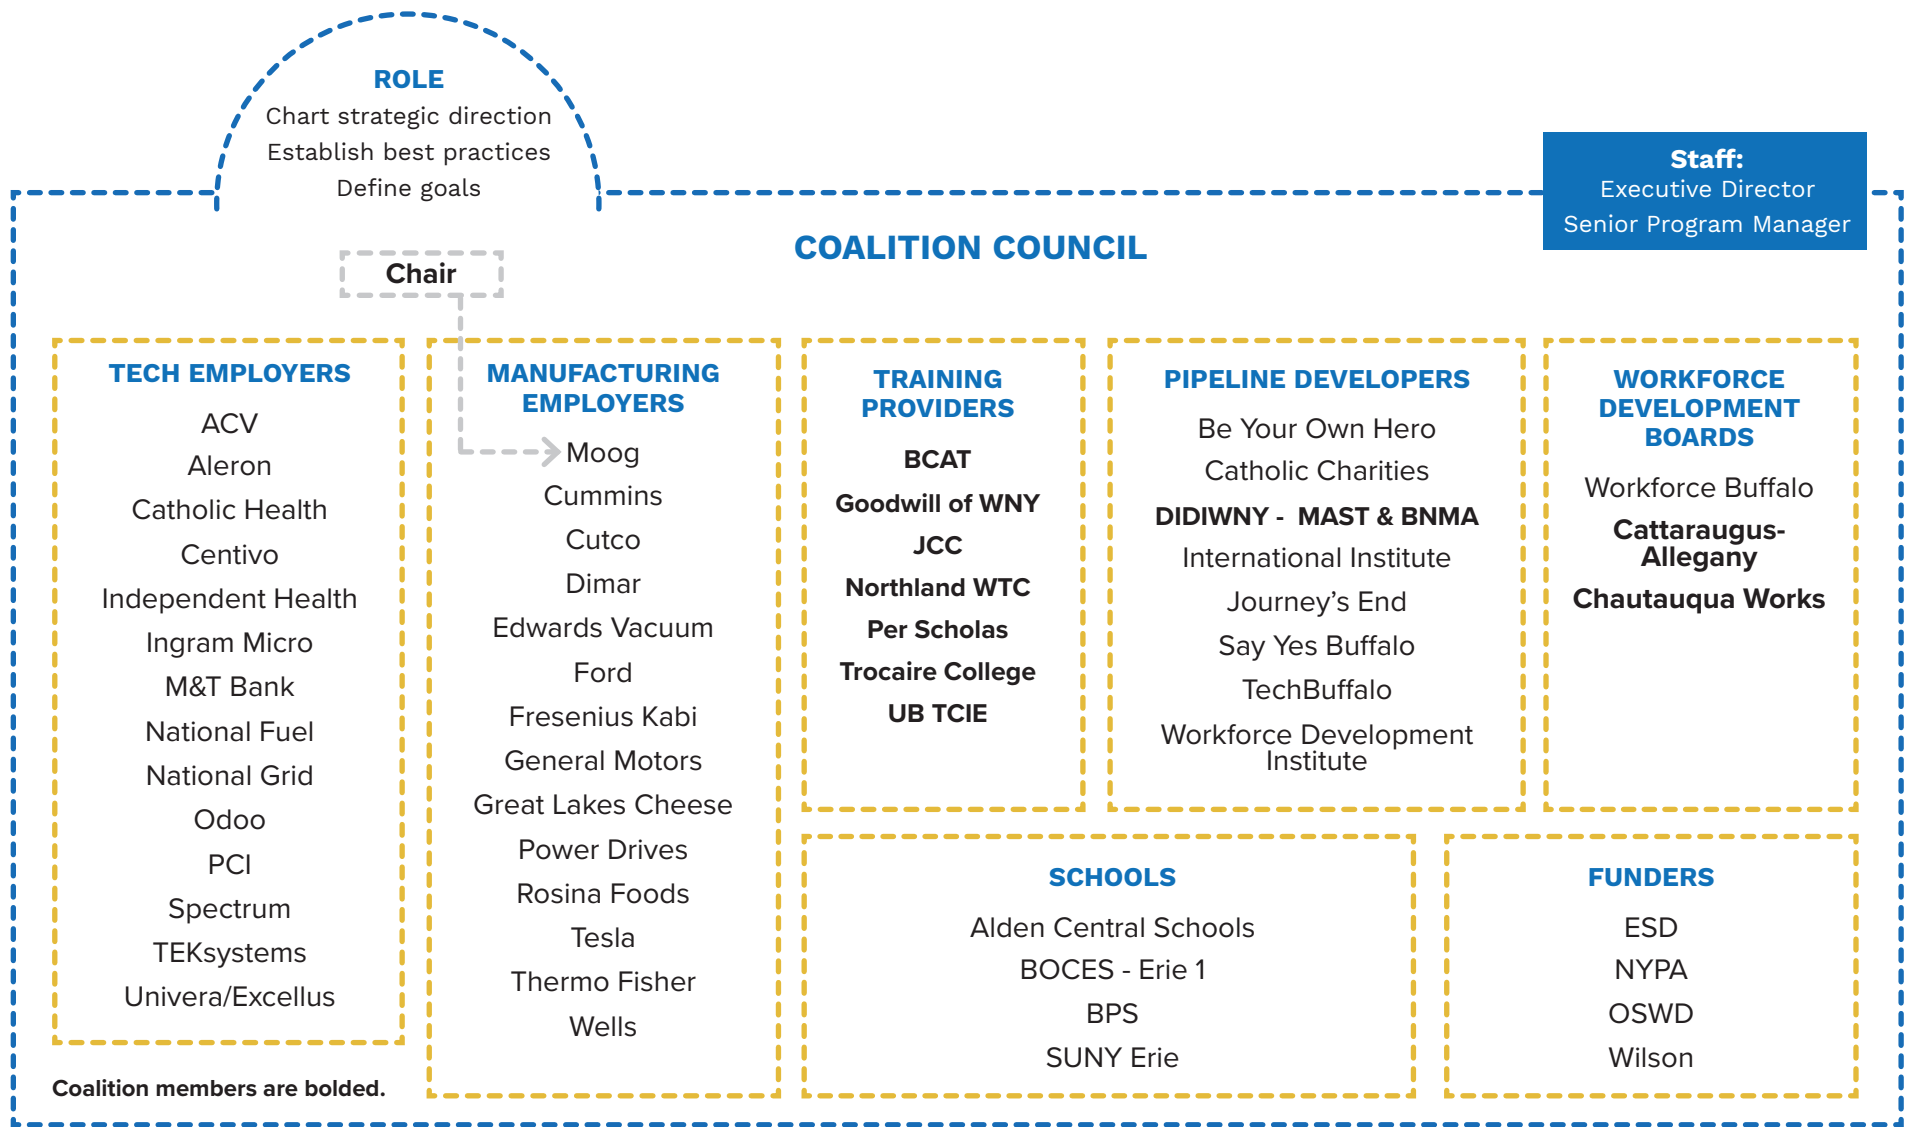 ROLE
Chart strategic direction
Establish best practices
Define goals
Staff:
Executive Director
Senior Program Manager
COALITION COUNCIL
Chair
TECH EMPLOYERS
ACV
Aleron
Catholic Health
Centivo
Independent Health
Ingram Micro
M&T Bank
National Fuel
National Grid
Odoo
PCI
Spectrum
TEKsystems
Univera/Excellus
MANUFACTURING
EMPLOYERS
Moog
Cummins
Cutco
Dimar
Edwards Vacuum
Ford
Fresenius Kabi
General Motors
Great Lakes Cheese
Power Drives
Rosina Foods
Tesla
Thermo Fisher
Wells
TRAINING
PROVIDERS
BCAT
Goodwill of WNY
JCC
Northland WTC
Per Scholas
Trocaire College
UB TCIE
PIPELINE DEVELOPERS
Be Your Own Hero
Catholic Charities
DIDIWNY - MAST & BNMA
International Institute
Journey’s End
Say Yes Buffalo
TechBuffalo
Workforce Development
Institute
WORKFORCE
DEVELOPMENT
BOARDS
Workforce Buffalo
Cattaraugus-
Allegany
Chautauqua Works
SCHOOLS
Alden Central Schools
BOCES - Erie 1
BPS
SUNY Erie
FUNDERS
ESD
NYPA
OSWD
Wilson
Coalition members are bolded.